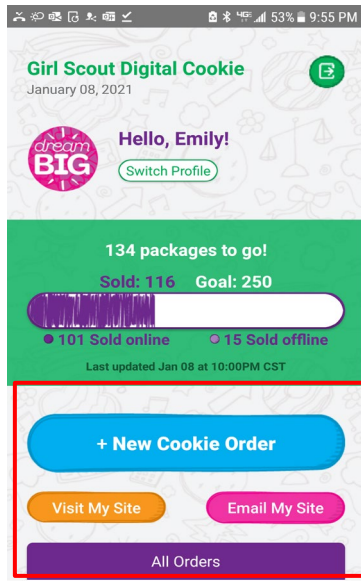 4G 53% 9:55 PM
Girl Scout Digital Cookie
January 08, 2021
dream
BIG
Hello, Emily!
Switch Profile
134 packages to go!
Sold: 116 Goal: 250
101 Sold online 15 Sold offline
Last updated Jan 08 at 10:00PM CST
+ New Cookie Order
Visit My Site Email My Site
All Orders